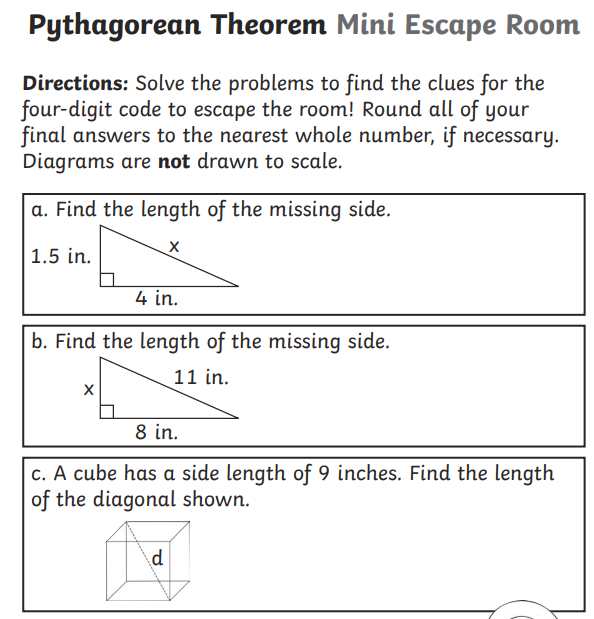 Pythagorean Theorem Mini Escape Room
Directions: Solve the problems to find the clues for the
four-digit code to escape the room! Round all of your
final answers to the nearest whole number, if necessary.
Diagrams are not drawn to scale.
a. Find the length of the missing side.
x
1.5 in.
4 in.
b. Find the length of the missing side.
11 in.
x
8 in.
c. A cube has a side length of 9 inches. Find the length
of the diagonal shown.
d